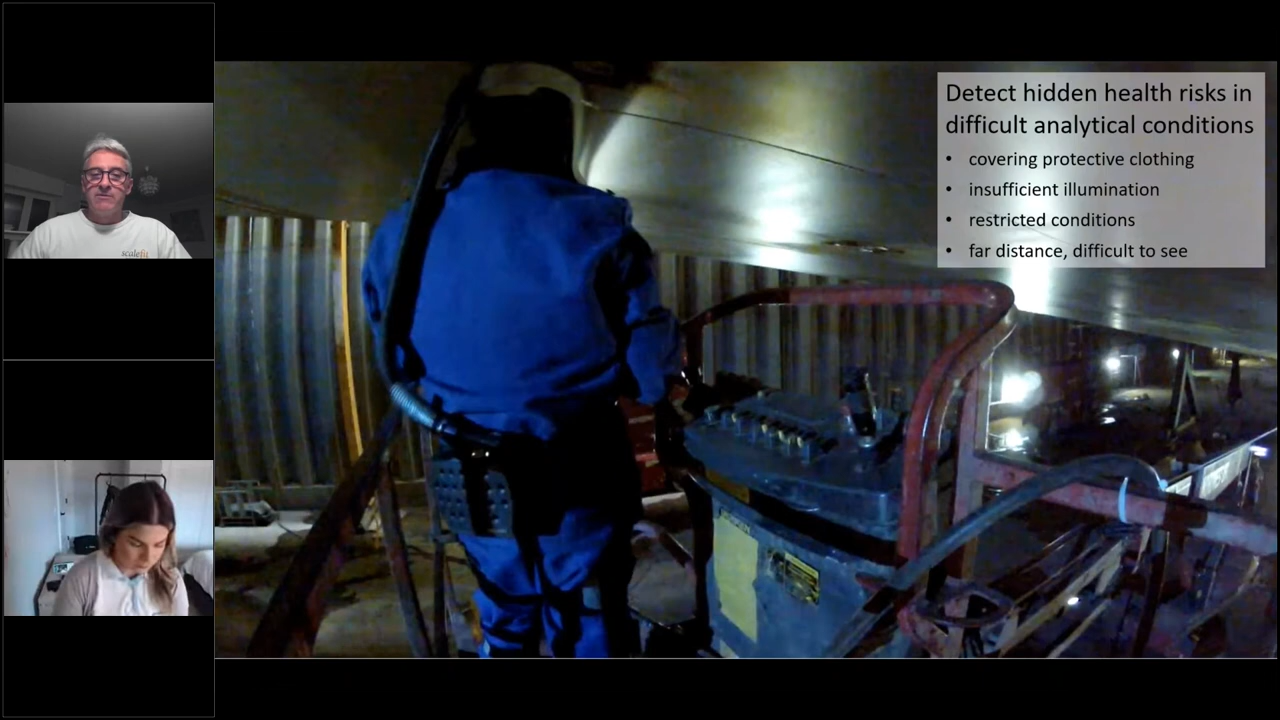 Detect hidden health risks in
difficult analytical conditions
• covering protective clothing
• insufficient illumination
• restricted conditions
• far distance, difficult to see
scalefit